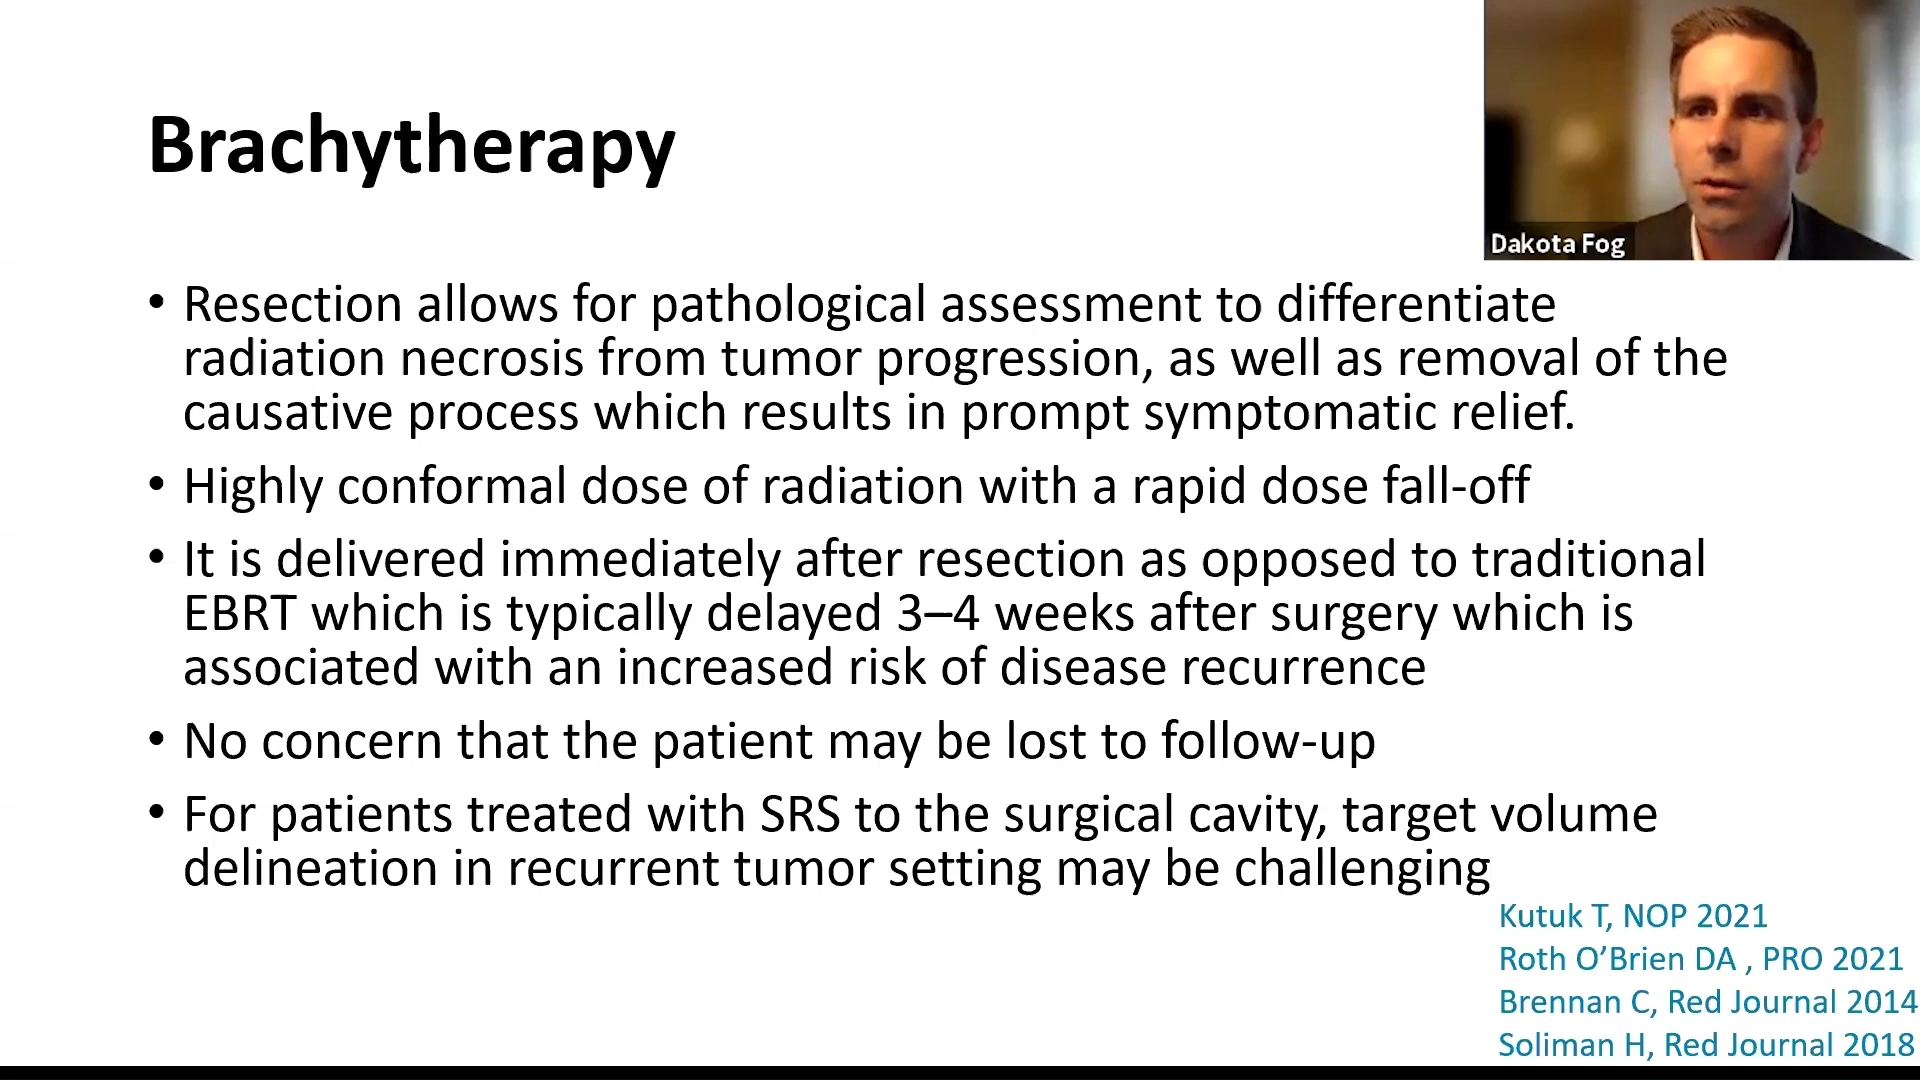 Brachytherapy
Dakota Fog
• Resection allows for pathological assessment to differentiate
radiation necrosis from tumor progression, as well as removal of the
causative process which results in prompt symptomatic relief.
• Highly conformal dose of radiation with a rapid dose fall-off
• It is delivered immediately after resection as opposed to traditional
EBRT which is typically delayed 3–4 weeks after surgery which is
associated with an increased risk of disease recurrence
• No concern that the patient may be lost to follow-up
• For patients treated with SRS to the surgical cavity, target volume
delineation in recurrent tumor setting may be challenging
Kutuk T, NOP 2021
Roth O’Brien DA , PRO 2021
Brennan C, Red Journal 2014
Soliman H, Red Journal 2018